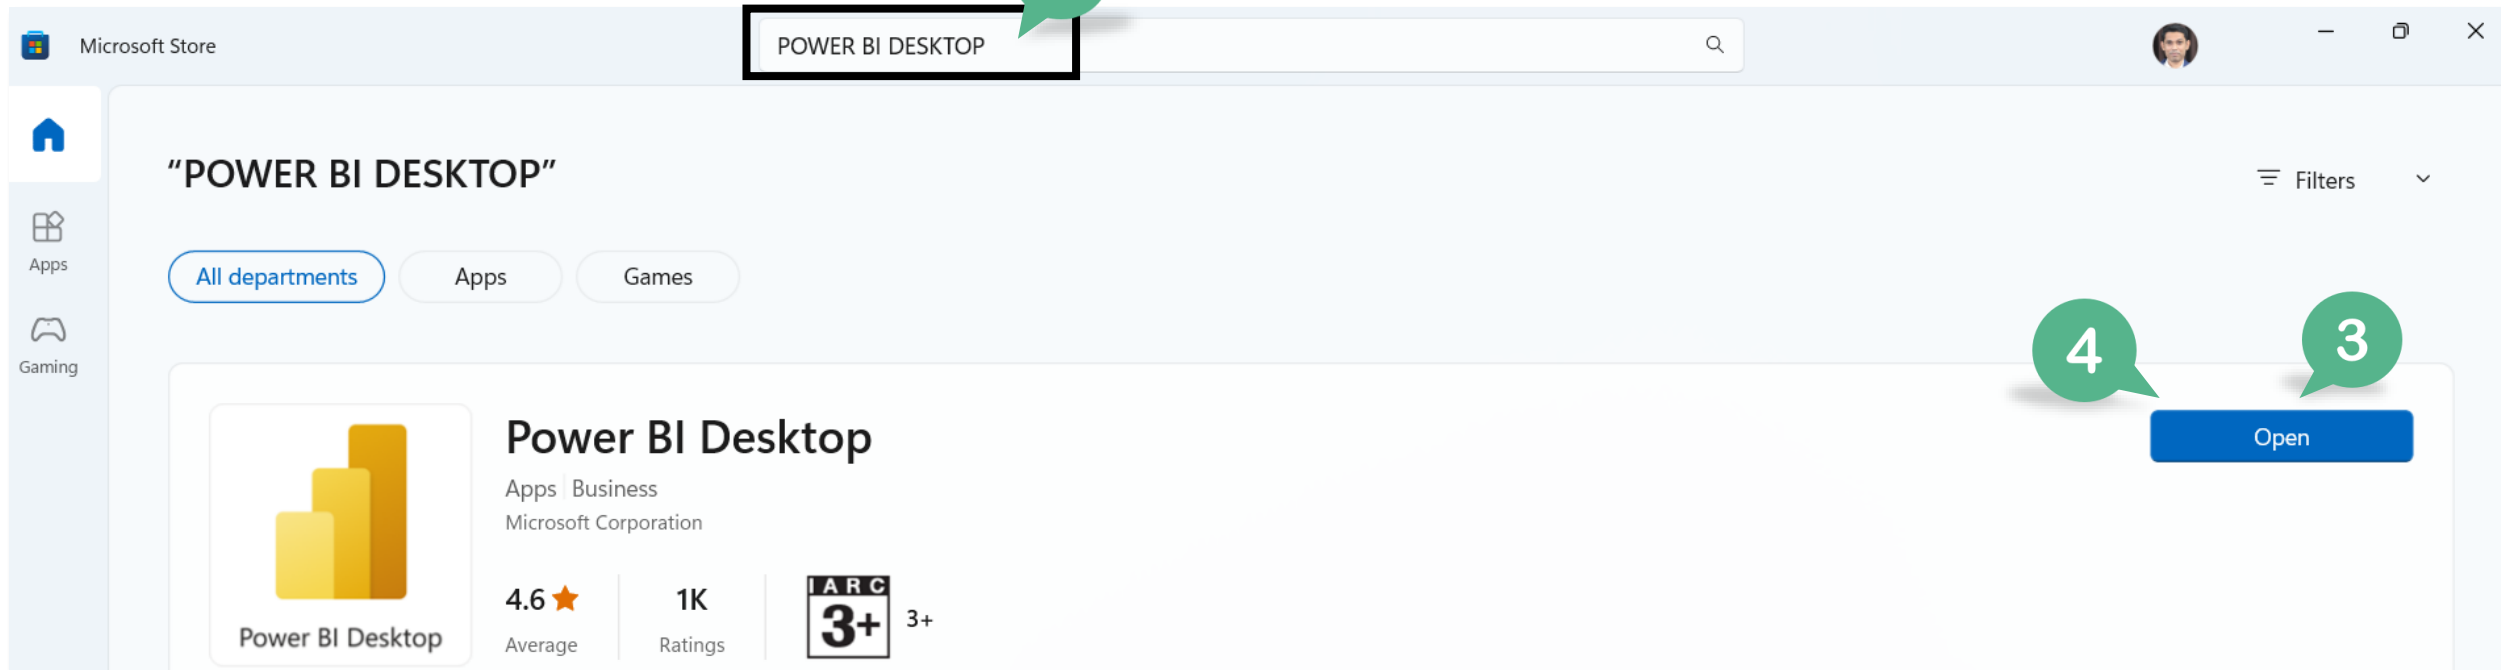 Microsoft Store
POWER BI DESKTOP
“POWER BI DESKTOP”
Filters
All departments
Apps
Games
Apps
Gaming
4
3
Power BI Desktop
Open
Apps Business
Microsoft Corporation
4.6
1K
IARC
3+
3+
Power BI Desktop
Average
Ratings